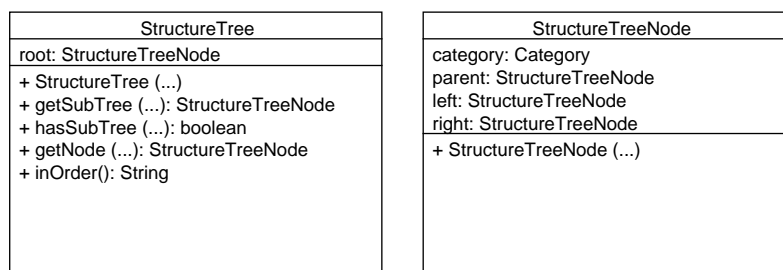 StructureTree
root: StructureTreeNode
+ StructureTree (...)
+ getSubTree (...): StructureTreeNode
+ hasSubTree (...): boolean
+ getNode (...): StructureTreeNode
+ inOrder(): String
StructureTreeNode
category: Category
parent: StructureTreeNode
left: StructureTreeNode
right: StructureTreeNode
+ StructureTreeNode (...)